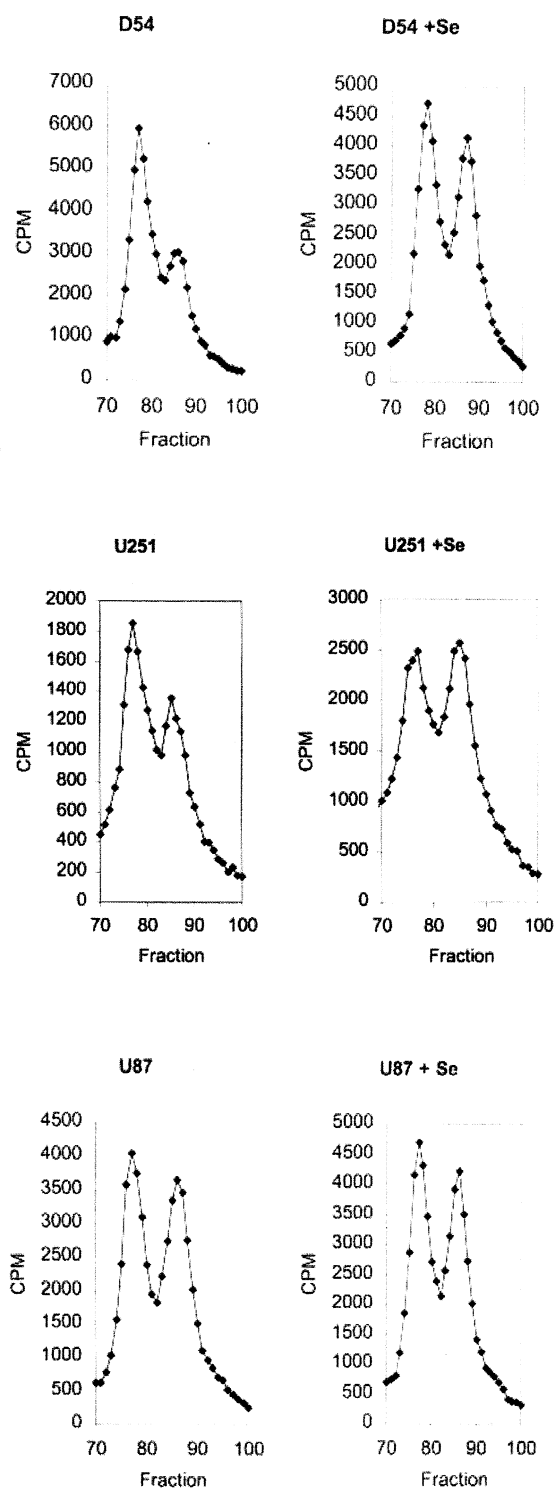 D54
7000
6000
5000
4000
3000
2000
1000
0
CPM
70 80 90 100
Fraction
D54 +Se
5000
4500
4000
3500
3000
2500
2000
1500
1000
500
0
CPM
70 80 90 100
Fraction
U251
2000
1800
1600
1400
1200
1000
800
600
400
200
0
CPM
70 80 90 100
Fraction
U251 +Se
3000
2500
2000
1500
1000
500
0
CPM
70 80 90 100
Fraction
U87
4500
4000
3500
3000
2500
2000
1500
1000
500
0
CPM
70 80 90 100
Fraction
U87 + Se
5000
4500
4000
3500
3000
2500
2000
1500
1000
500
0
CPM
70 80 90 100
Fraction